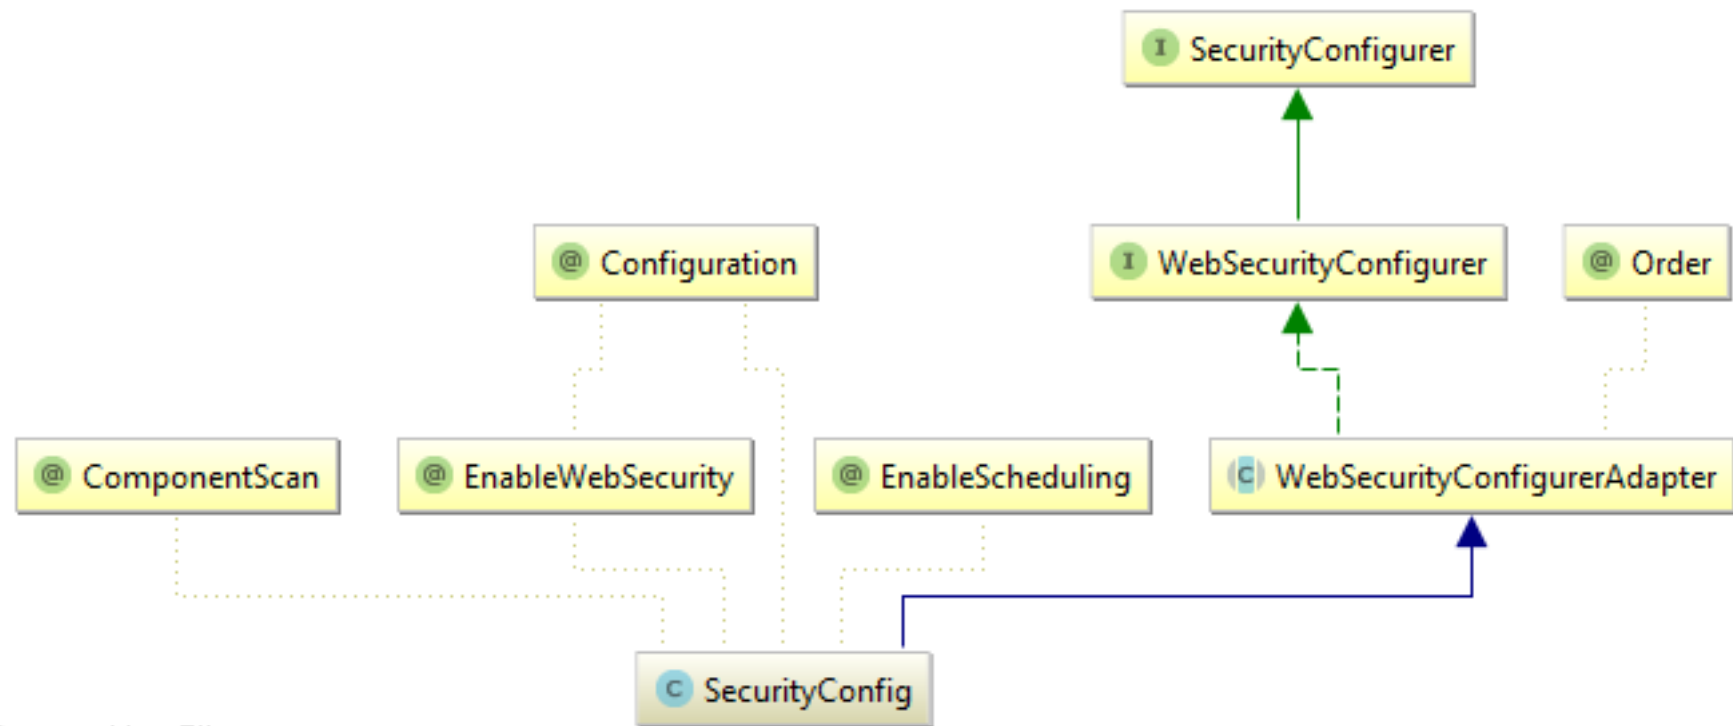 I SecurityConfigurer
@ Configuration
I WebSecurityConfigurer
@ Order
@ ComponentScan
@ EnableWebSecurity
@ EnableScheduling
C WebSecurityConfigurerAdapter
C SecurityConfig